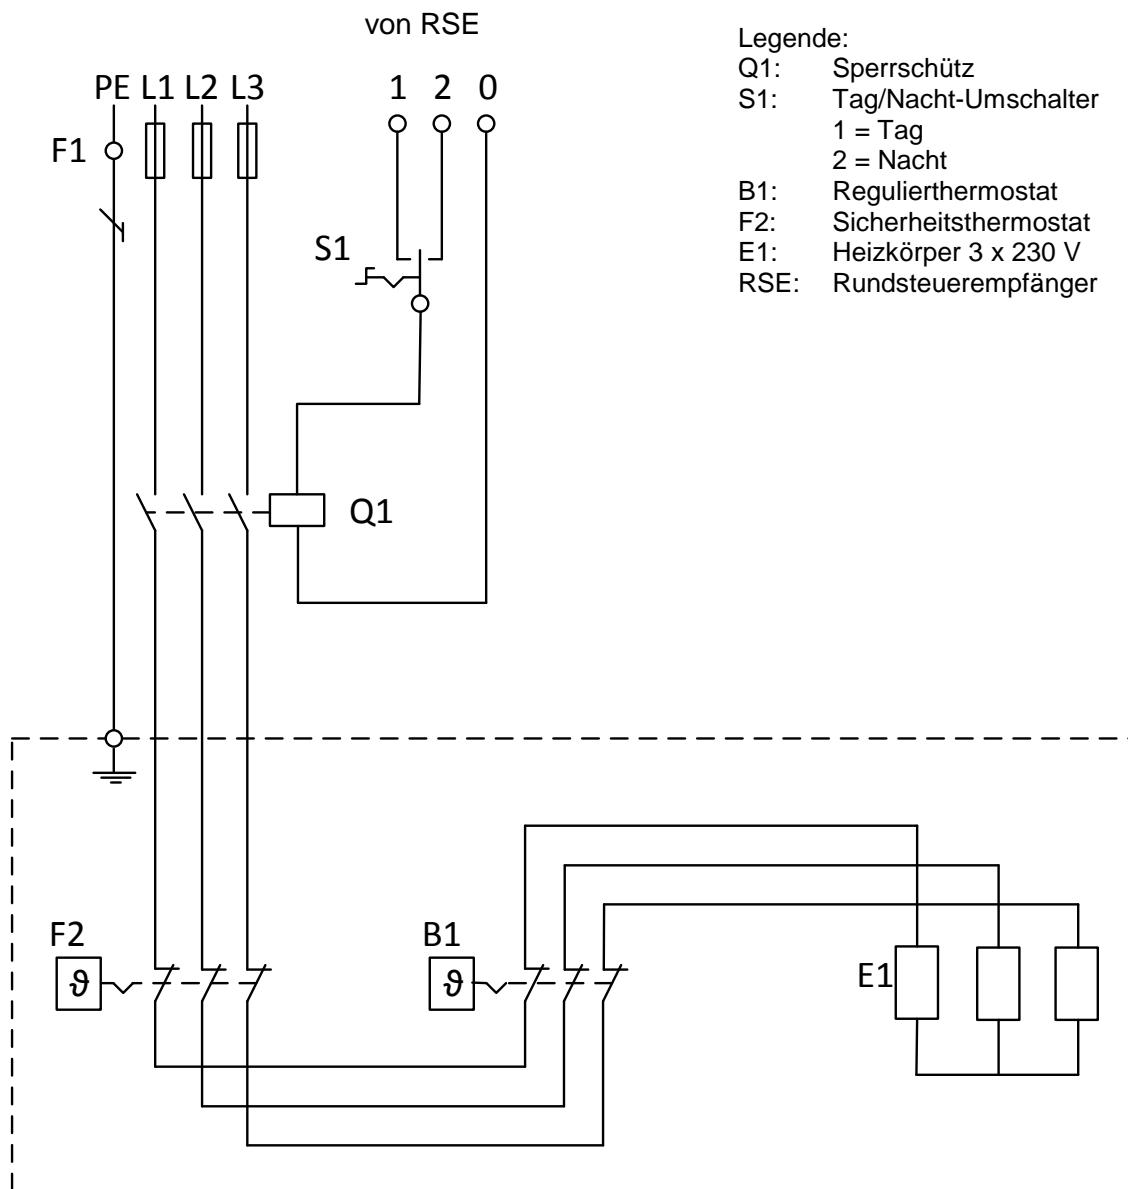 von RSE
PE L1 L2 L3
1 2 0
F1
S1
Q1
Legende:
Q1: Sperrschütz
S1: Tag/Nacht-Umschalter
1 = Tag
2 = Nacht
B1: Regulierthermostat
F2: Sicherheitsthermostat
E1: Heizkörper 3 x 230 V
RSE: Rundsteuerempfänger
F2
ϑ
B1
ϑ
E1